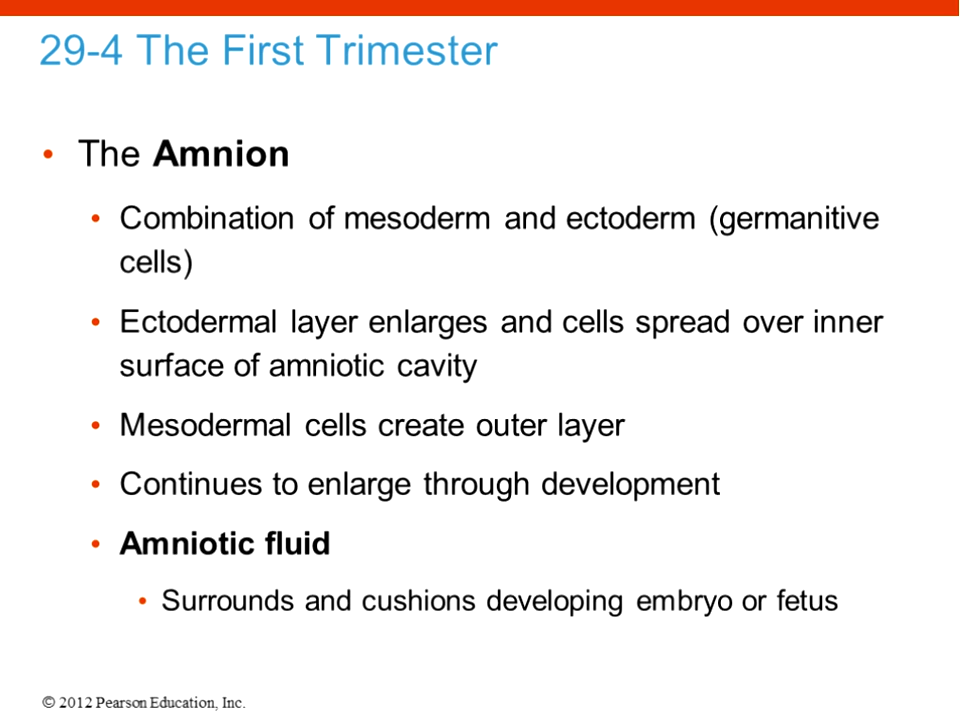 29-4 The First Trimester
• The Amnion
• Combination of mesoderm and ectoderm (germanitive
cells)
• Ectodermal layer enlarges and cells spread over inner
surface of amniotic cavity
• Mesodermal cells create outer layer
• Continues to enlarge through development
• Amniotic fluid
• Surrounds and cushions developing embryo or fetus
© 2012 Pearson Education, Inc.